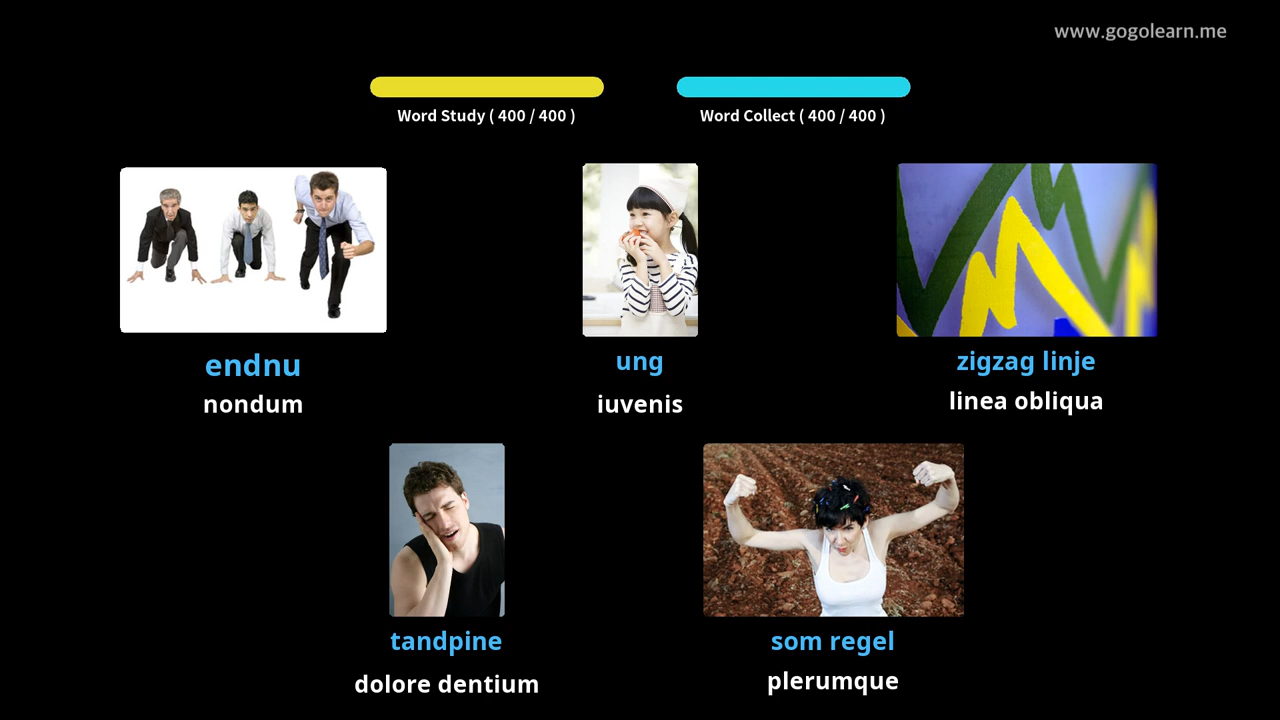 www.gogolearn.me
Word Study ( 400 / 400 )
Word Collect ( 400 / 400 )
endnu
nondum
ung
iuvenis
zigzag linje
linea obliqua
tandpine
dolore dentium
som regel
plerumque